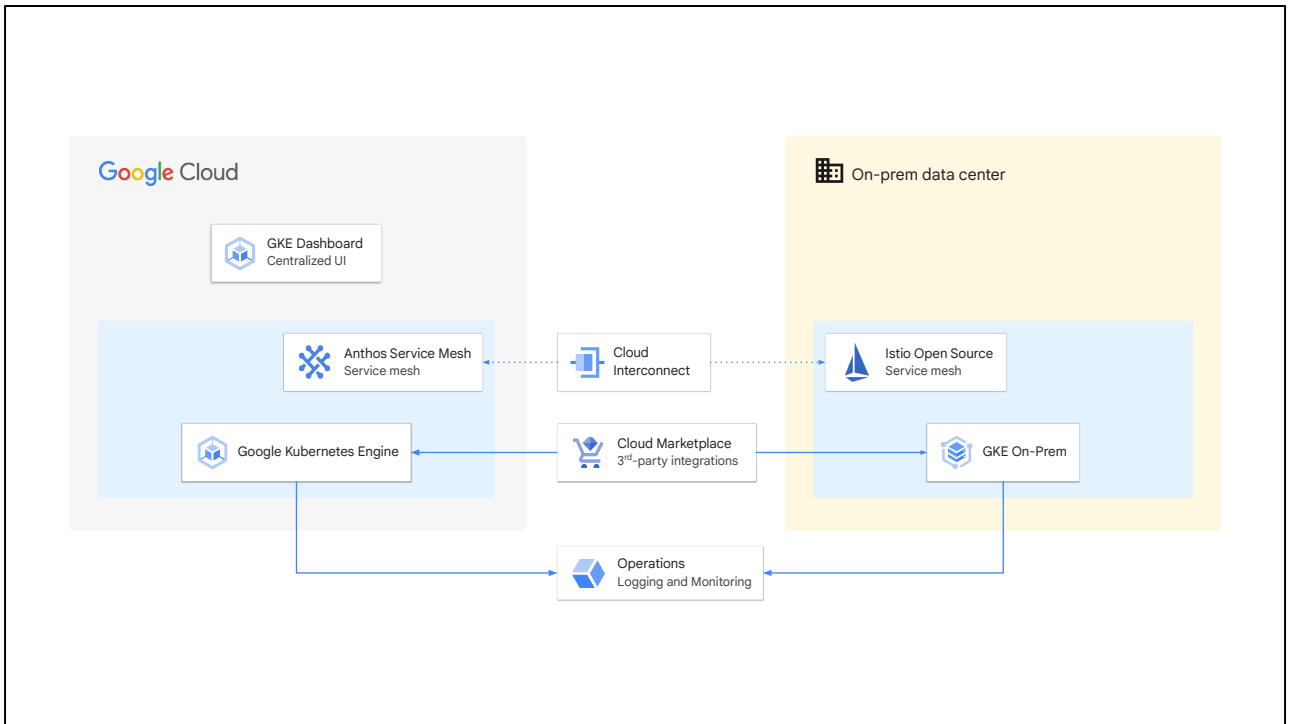 Google Cloud
On-prem data center
GKE Dashboard
Centralized UI
Anthos Service Mesh
Service mesh
Cloud
Interconnect
Istio Open Source
Service mesh
Google Kubernetes Engine
Cloud Marketplace
3rd-party integrations
GKE On-Prem
Operations
Logging and Monitoring